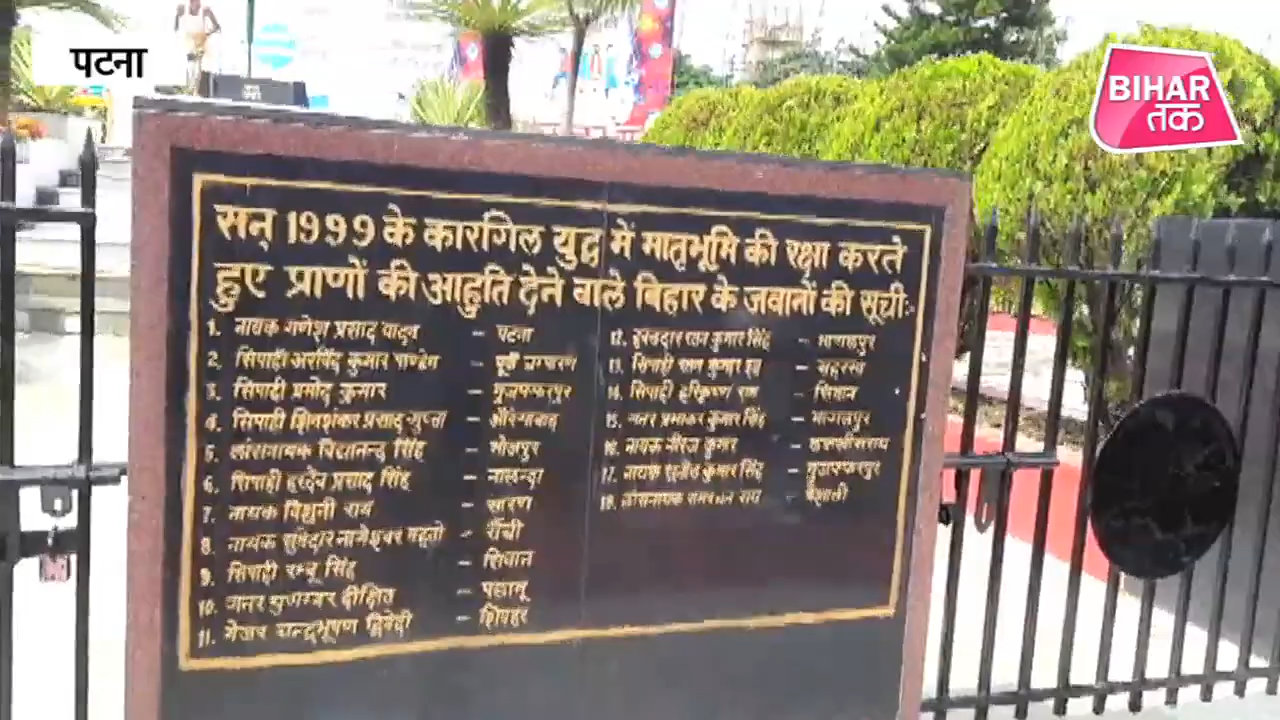 पटना
BIHAR
तक
सन् 1999 के कारगिल युद्ध में मातृभूमि की रक्षा करते
हुए प्राणों की आहुति देने वाले बिहार के जवानों की सूचीः-
1. नायक गणेश प्रसाद यादव - पटना
2. सिपाही अरविंद कुमार पाण्डेय - पूर्वी चम्पारण
3. सिपाही प्रमोद कुमार - मुजफ्फरपुर
4. सिपाही शिवशंकर प्रसाद गुप्ता - औरंगाबाद
5. लांसनायक विद्यानन्द सिंह - भोजपुर
6. सिपाही हरदेव प्रसाद सिंह - नालन्दा
7. नायक विशुनी राय - सारण
8. नायक सुबेदार नागेश्वर महतो - राँची
9. सिपाही रम्बू सिंह - सिवान
10. गनर युगम्बर दीक्षित - पलामू
11. मेजर चन्द्रभूषण द्विवेदी - शिवहर
12. हवलदार रतन कुमार सिंह - भागलपुर
13. सिपाही रमण कुमार झा - सहरसा
14. सिपाही हरिकृष्ण राम - सिवान
15. गनर प्रभाकर कुमार सिंह - भागलपुर
16. नायक नीरज कुमार - लखीसराय
17. नायक सुनील कुमार सिंह - मुजफ्फरपुर
18. लांसनायक राय - वैशाली